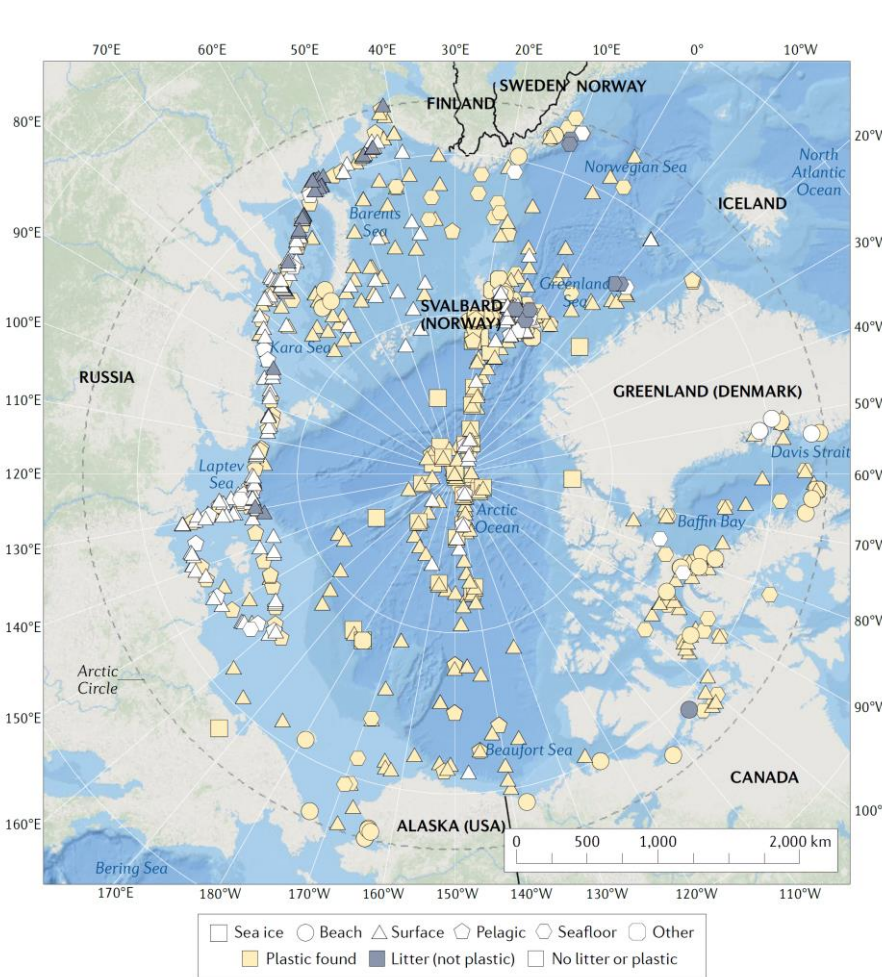 70°E 60°E 50°E 40°E 30°E 20°E 10°E 0° 10°W
SWEDEN NORWAY
FINLAND
80°E
20°W
Norwegian Sea
North
Atlantic
Ocean
ICELAND
Barents
Sea
90°E
30°W
Greenland
Sea
SVALBARD
(NORWAY)
100°E
40°W
Kara Sea
RUSSIA
GREENLAND (DENMARK)
110°E
50°W
Davis Strait
Laptev
Sea
120°E
60°W
Arctic
Ocean
Baffin Bay
130°E
70°W
140°E
80°W
Arctic
Circle
150°E
90°W
Beaufort Sea
CANADA
160°E
100°
ALASKA (USA)
0 500 1,000 2,000 km
Bering Sea
170°E 180°W 170°W 160°W 150°W 140°W 130°W 120°W 110°W
Sea ice Beach Surface Pelagic Seafloor Other
Plastic found Litter (not plastic) No litter or plastic